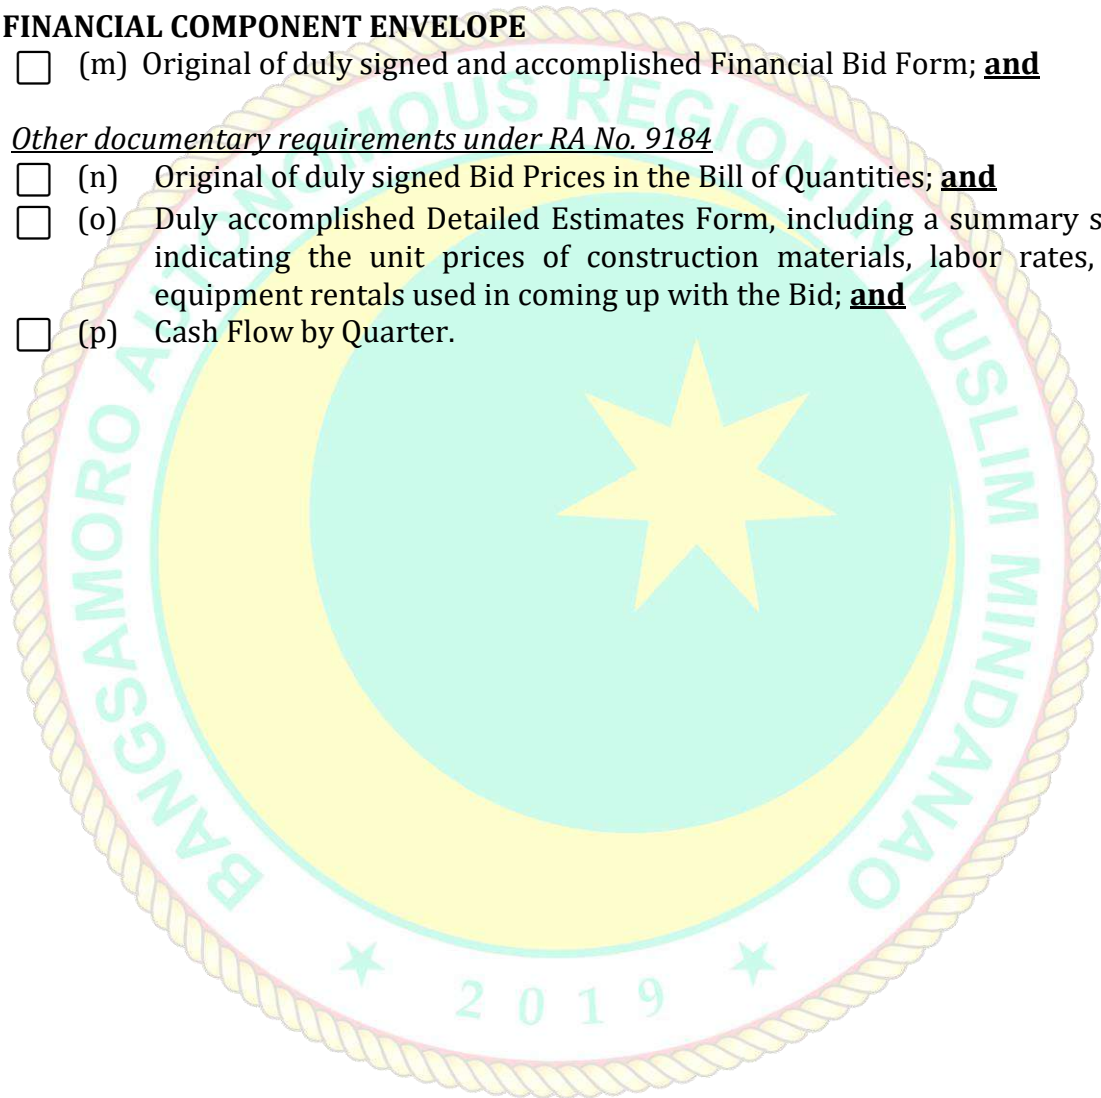 FINANCIAL COMPONENT ENVELOPE
(m) Original of duly signed and accomplished Financial Bid Form; and
Other documentary requirements under RA No. 9184
(n) Original of duly signed Bid Prices in the Bill of Quantities; and
(o) Duly accomplished Detailed Estimates Form, including a summary
indicating the unit prices of construction materials, labor rates,
equipment rentals used in coming up with the Bid; and
(p) Cash Flow by Quarter.
BANGSAMORO AUTONOMOUS REGION IN MUSLIM MINDANAO
2019